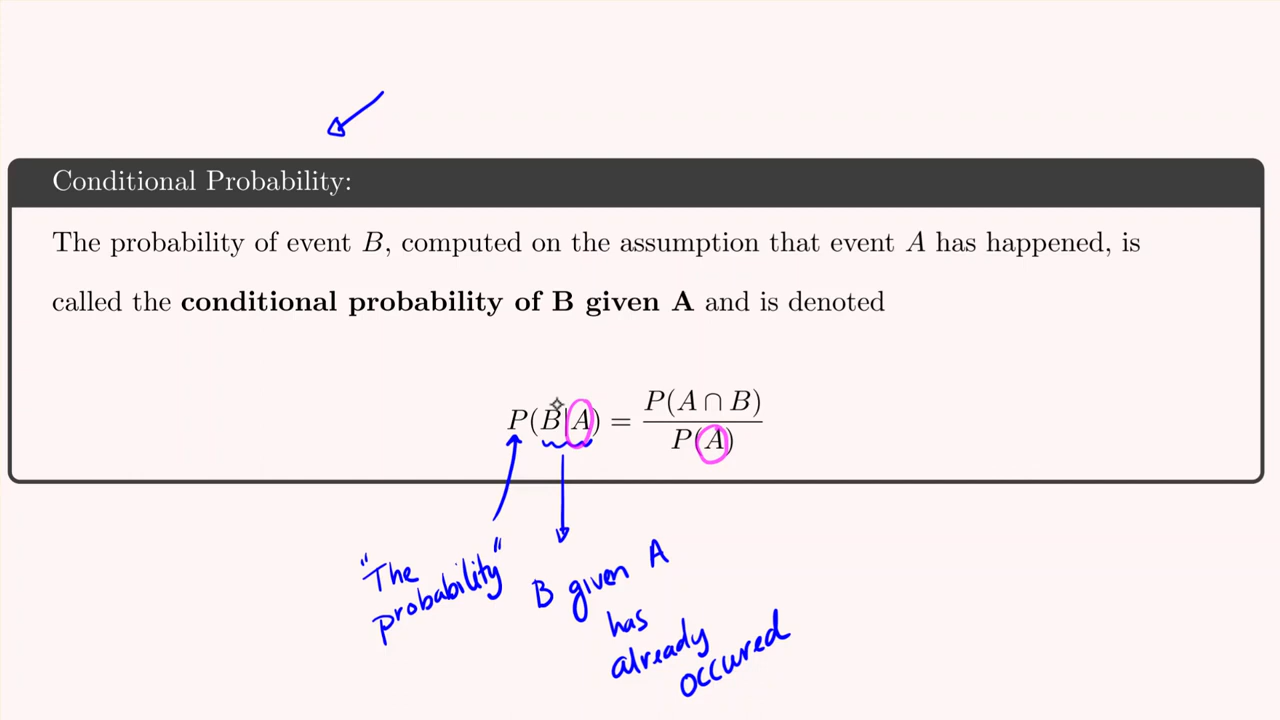 Conditional Probability:
The probability of event B, computed on the assumption that event A has happened, is
called the conditional probability of B given A and is denoted
P(B|A) = P(A ∩ B) / P(A)
"The
probability"
B given A
has
already
occured